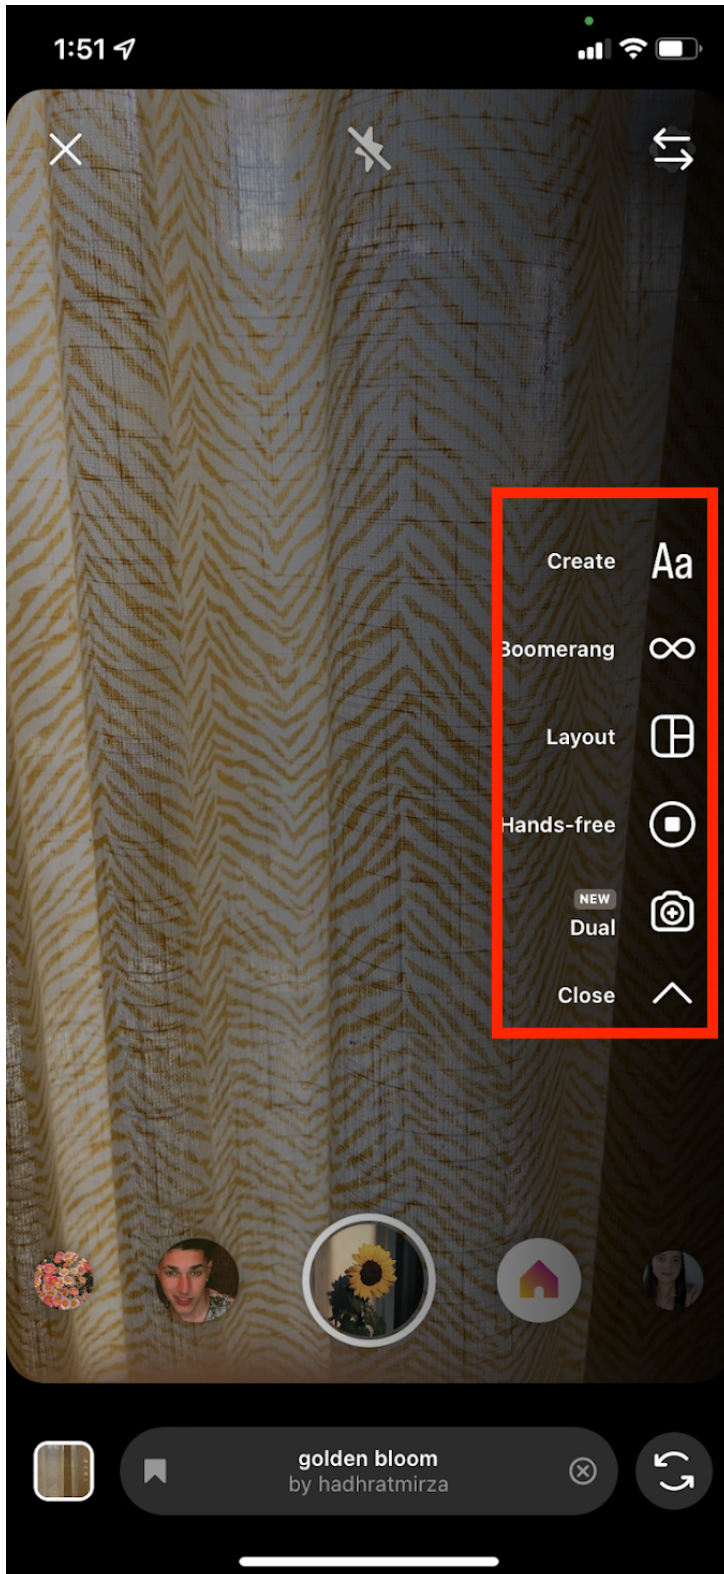 1:51
Create Aa
Boomerang
Layout
Hands-free
NEW
Dual
Close
golden bloom
by hadhratmirza